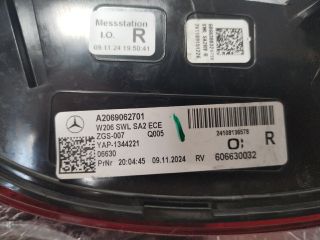 Messstation
I.O. R
09.11.24 19:50:41
A2069062701
W206 SWL SA2 ECE
ZGS-007 Q005
YAP-1344221
06630
PrNr 20:04:45 09.11.2024 RV
24108136578
R
606630032